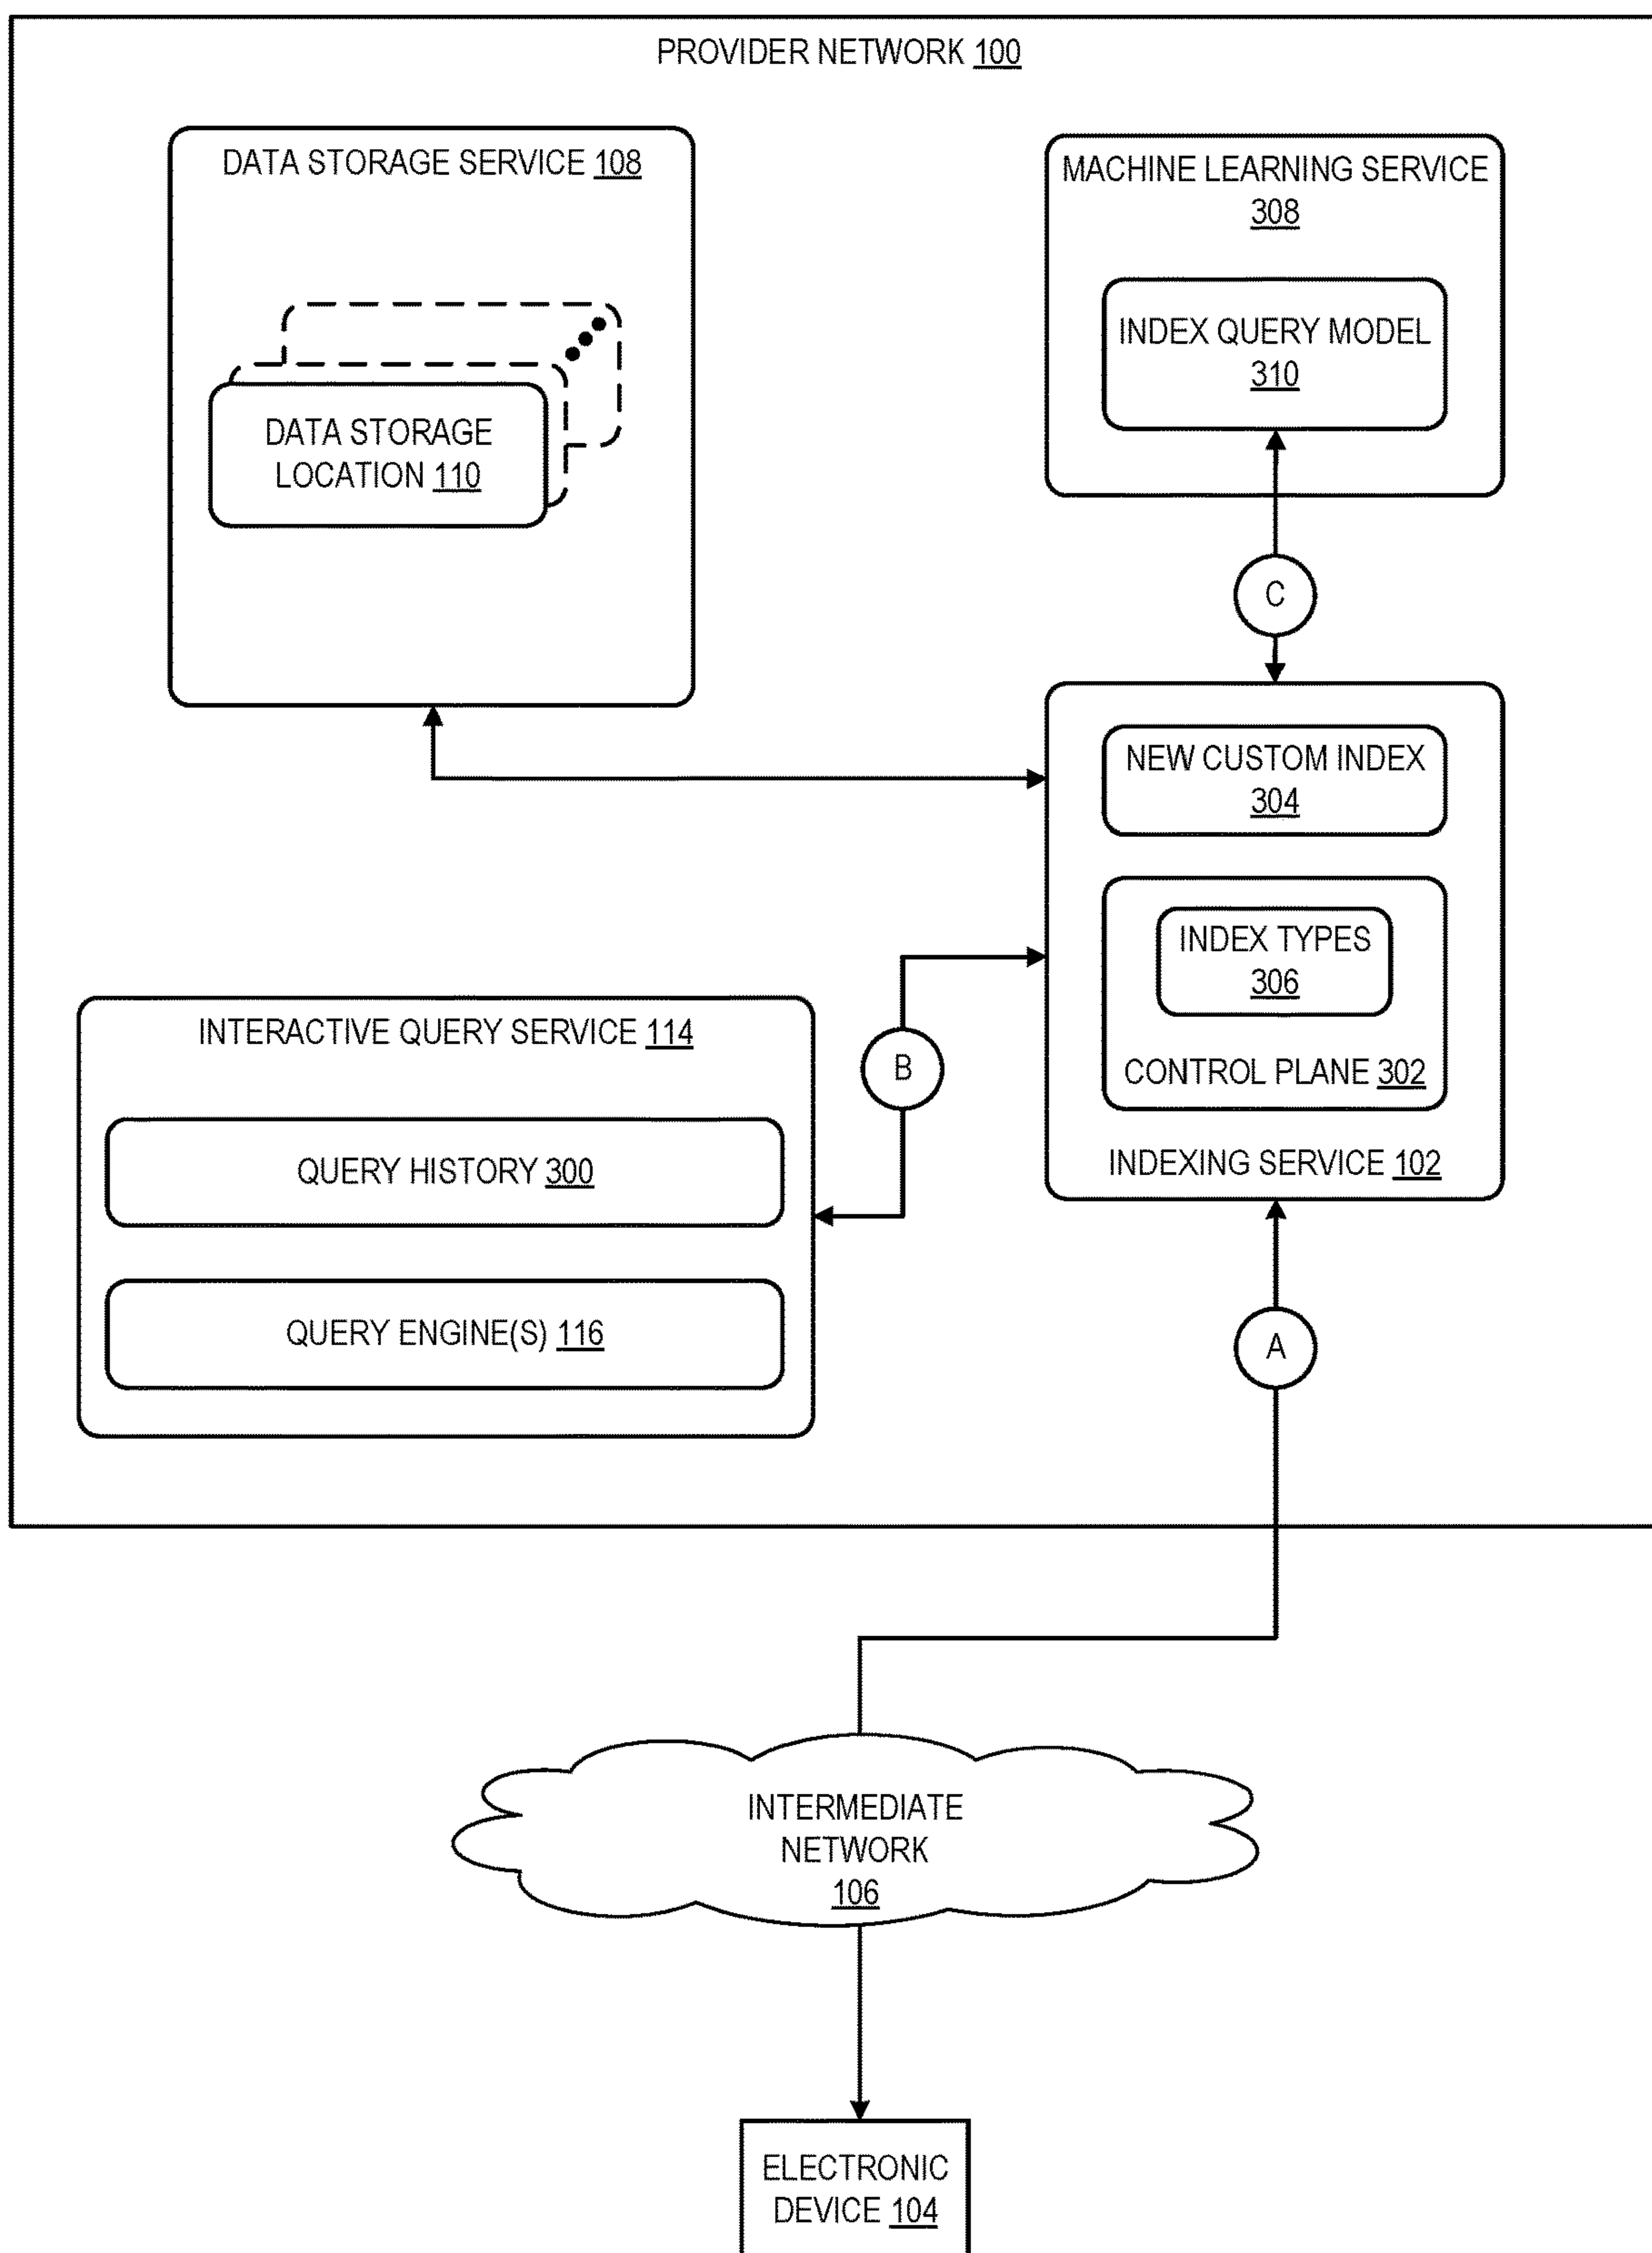 PROVIDER NETWORK 100
DATA STORAGE SERVICE 108
DATA STORAGE
LOCATION 110
MACHINE LEARNING SERVICE
308
INDEX QUERY MODEL
310
C
NEW CUSTOM INDEX
304
INDEX TYPES
306
CONTROL PLANE 302
INDEXING SERVICE 102
INTERACTIVE QUERY SERVICE 114
QUERY HISTORY 300
QUERY ENGINE(S) 116
B
A
INTERMEDIATE
NETWORK
106
ELECTRONIC
DEVICE 104